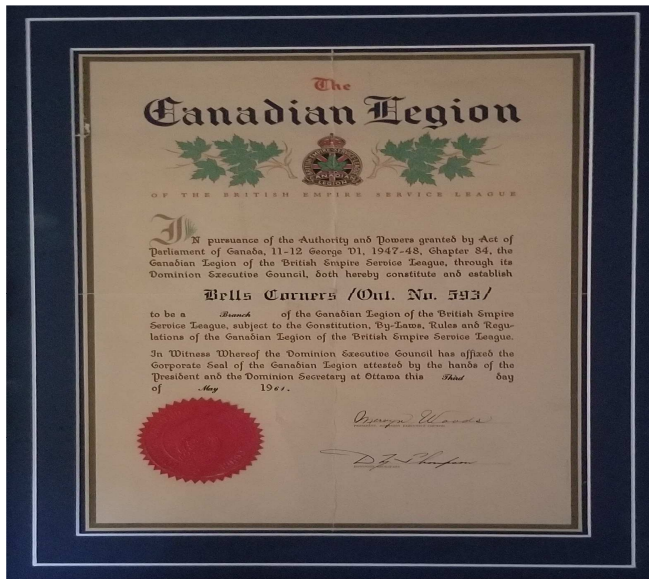 The
Canadian Legion
OF THE BRITISH EMPIRE SERVICE LEAGUE
IN pursuance of the Authority and Powers granted by Act of
Parliament of Canada, 11-12 George VI, 1947-48, Chapter 84, the
Canadian Legion of the British Empire Service League, through its
Dominion Executive Council, doth hereby constitute and establish
Bells Corners /Ont. No. 593/
to be a Branch of the Canadian Legion of the British Empire
Service League, subject to the Constitution, By-Laws, Rules and Regu-
lations of the Canadian Legion of the British Empire Service League.
In Witness Whereof the Dominion Executive Council has affixed the
Corporate Seal of the Canadian Legion attested by the hands of the
President and the Dominion Secretary at Ottawa this Third day
of May 1961.
Mervyn Woods